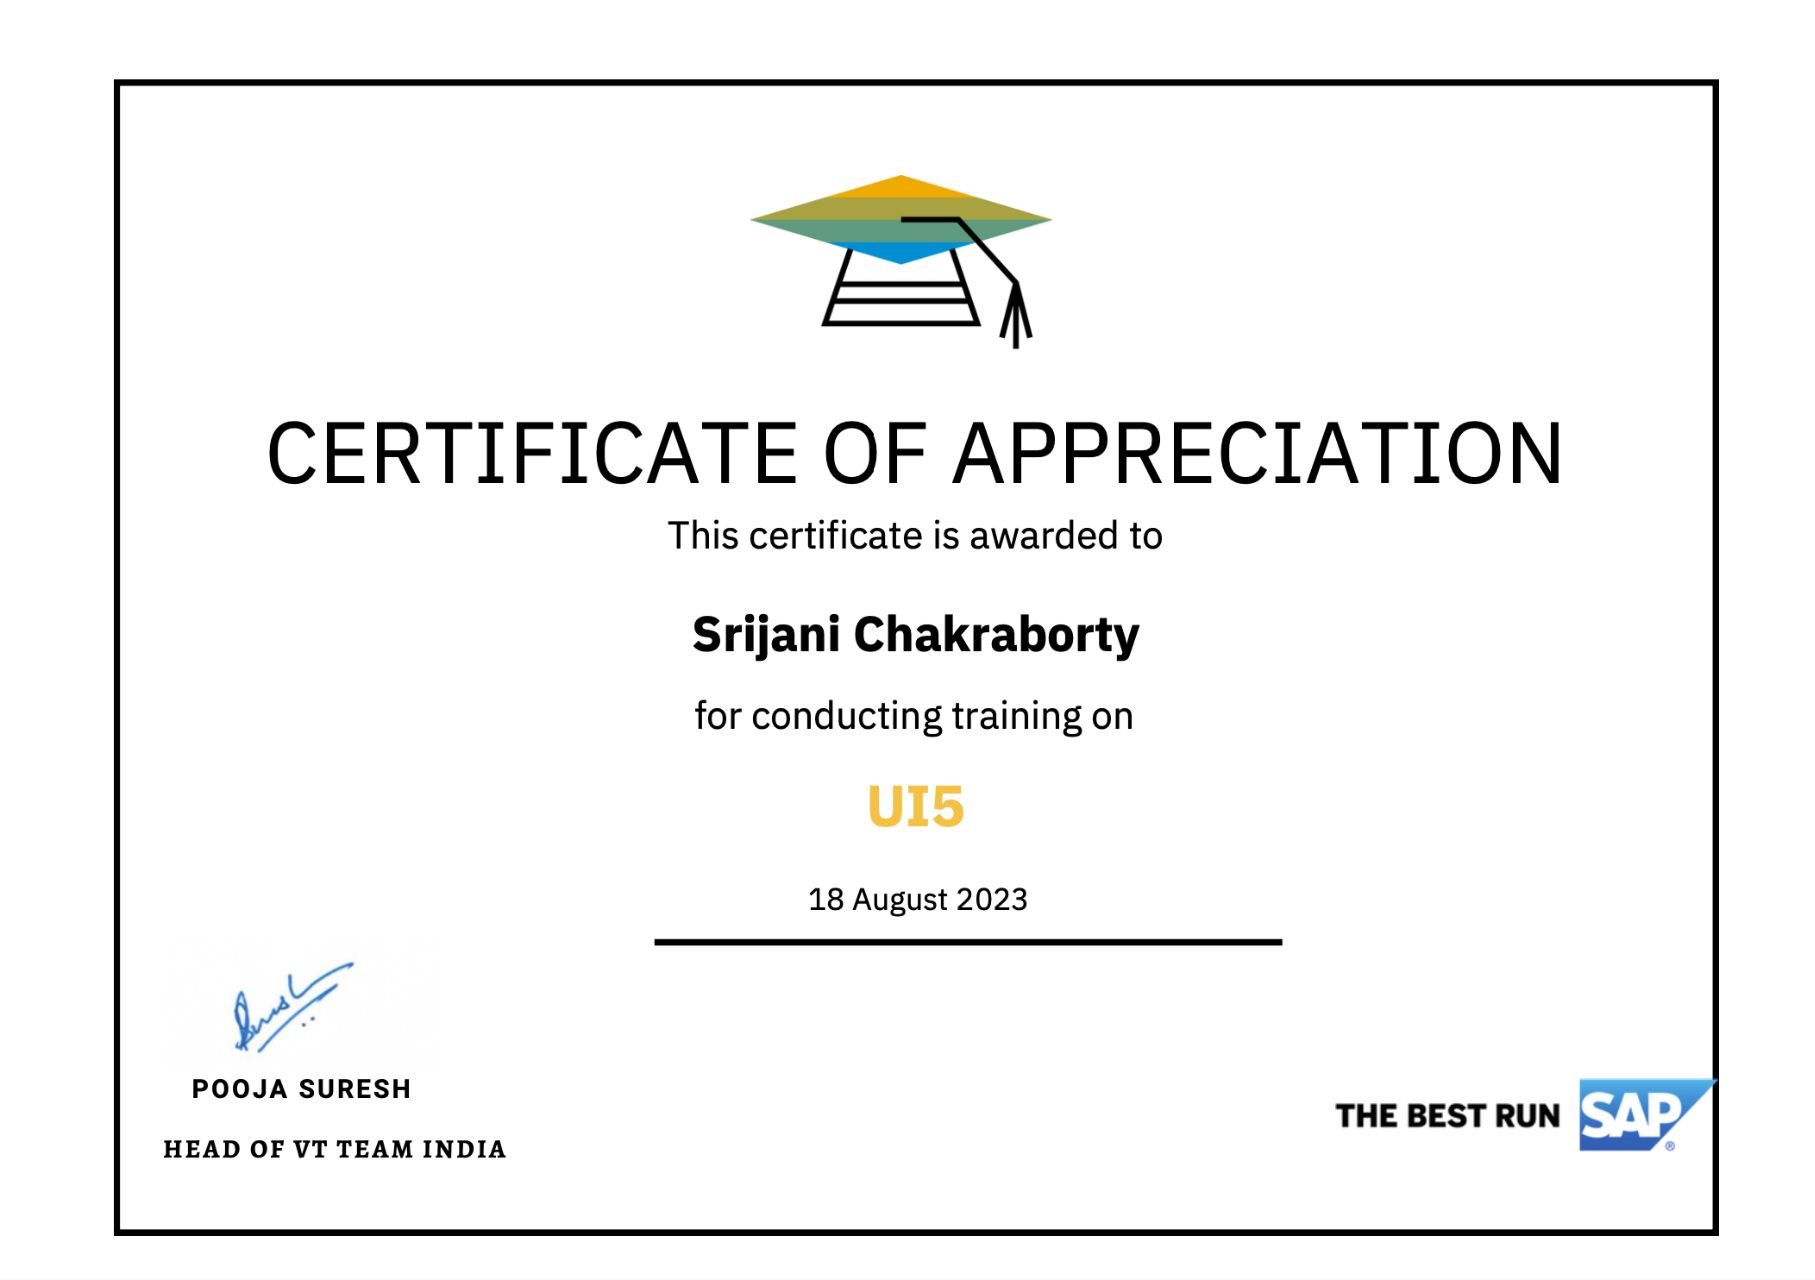 CERTIFICATE OF APPRECIATION
This certificate is awarded to
Srijani Chakraborty
for conducting training on
UI5
18 August 2023
POOJA SURESH
HEAD OF VT TEAM INDIA
THE BEST RUN SAP®